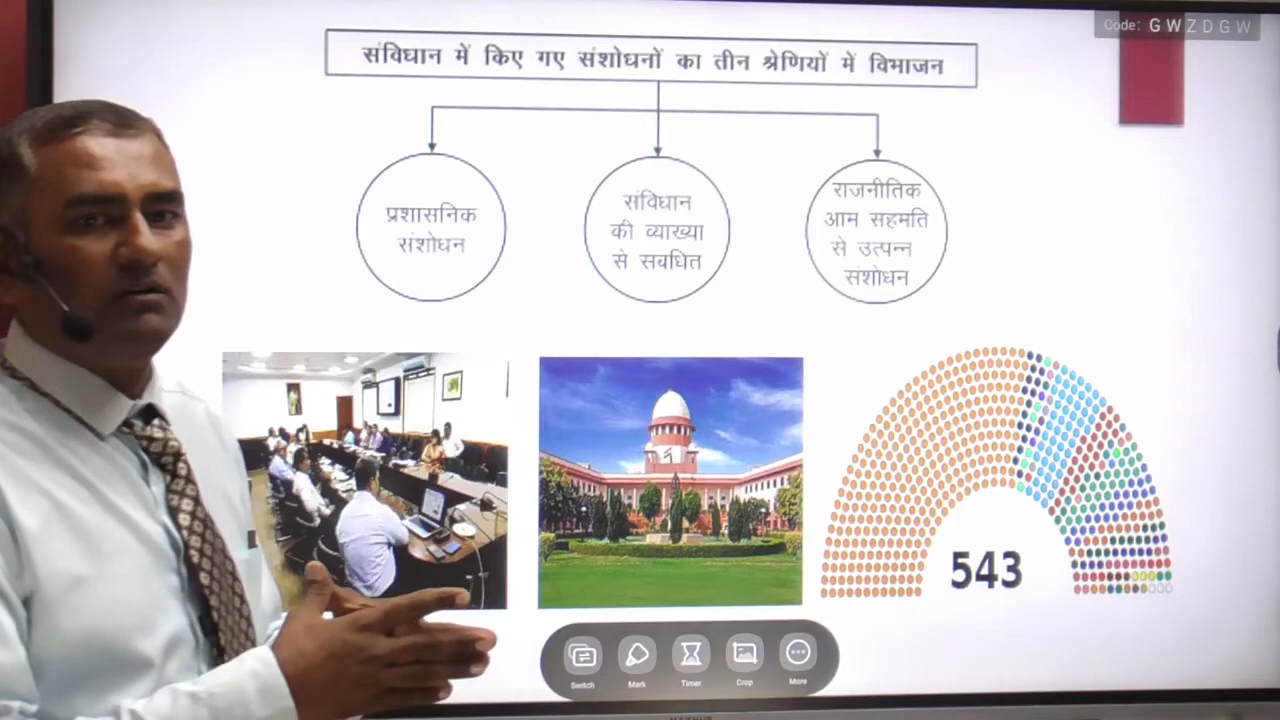 Code: GWZDGW
संविधान में किए गए संशोधनों का तीन श्रेणियों में विभाजन
प्रशासनिक
संशोधन
संविधान
की व्याख्या
से सबधित
राजनीतिक
आम सहमति
से उत्पन्न
संशोधन
543
Switch
Mark
Timer
Crop
More